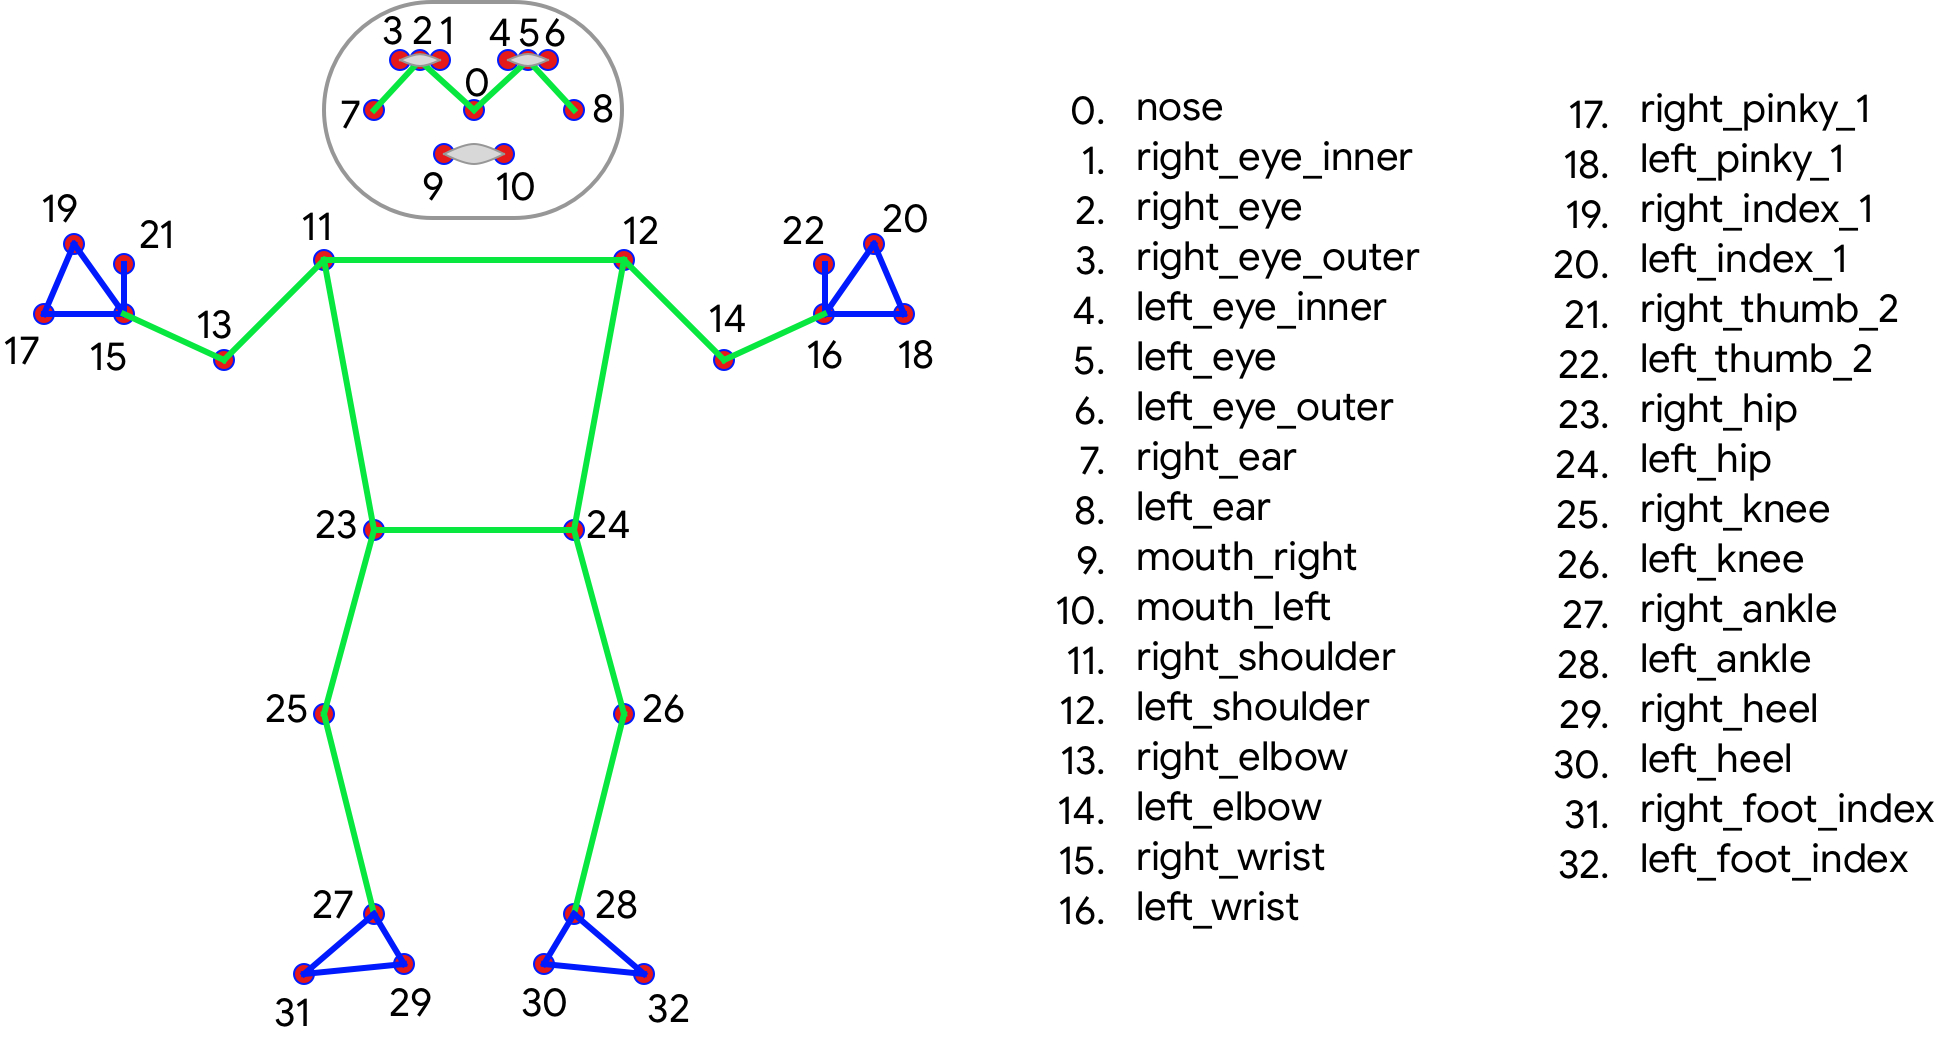 3 2 1 4 5 6
0
7 8
9 10
19 21 11 12 22 20
17 15 13 14 16 18
23 24
25 26
27 28
31 29 30 32
0. nose
1. right_eye_inner
2. right_eye
3. right_eye_outer
4. left_eye_inner
5. left_eye
6. left_eye_outer
7. right_ear
8. left_ear
9. mouth_right
10. mouth_left
11. right_shoulder
12. left_shoulder
13. right_elbow
14. left_elbow
15. right_wrist
16. left_wrist
17. right_pinky_1
18. left_pinky_1
19. right_index_1
20. left_index_1
21. right_thumb_2
22. left_thumb_2
23. right_hip
24. left_hip
25. right_knee
26. left_knee
27. right_ankle
28. left_ankle
29. right_heel
30. left_heel
31. right_foot_index
32. left_foot_index